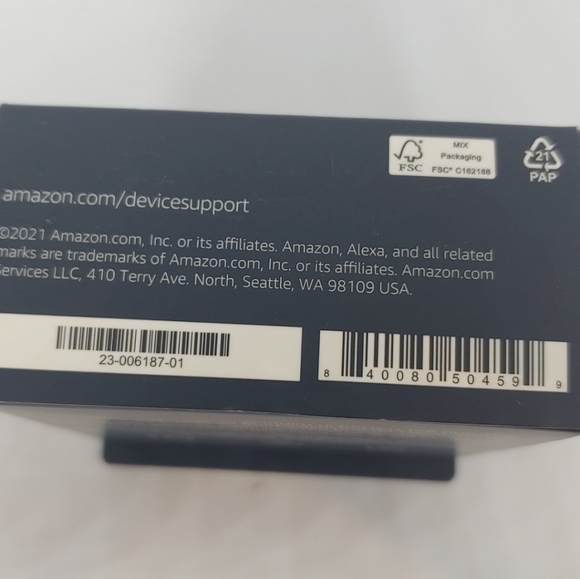 MIX
Packaging
FSC
FSC® C162188
21
PAP
amazon.com/devicesupport
©2021 Amazon.com, Inc. or its affiliates. Amazon, Alexa, and all related
marks are trademarks of Amazon.com, Inc. or its affiliates. Amazon.com
Services LLC, 410 Terry Ave. North, Seattle, WA 98109 USA.
23-006187-01
8 40080 50459 9